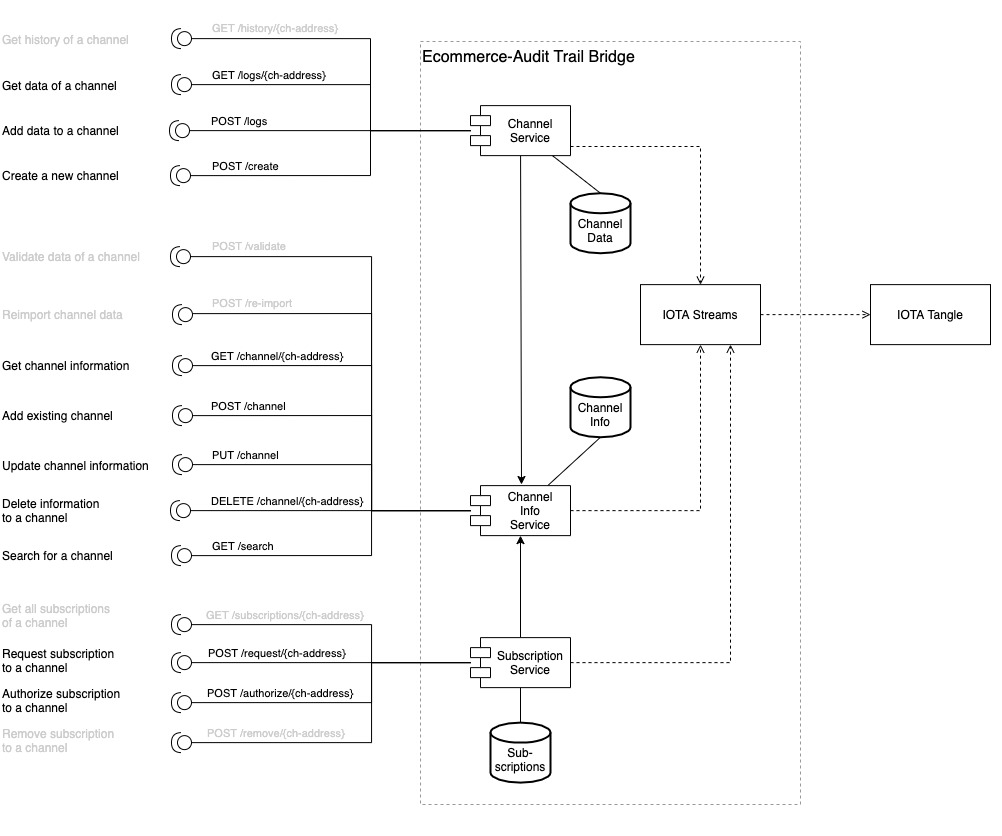 Get history of a channel
GET /history/{ch-address}
Ecommerce-Audit Trail Bridge
Get data of a channel
GET /logs/{ch-address}
Add data to a channel
POST /logs
Channel
Service
Create a new channel
POST /create
Channel
Data
Validate data of a channel
POST /validate
Reimport channel data
POST /re-import
IOTA Streams
IOTA Tangle
Get channel information
GET /channel/{ch-address}
Add existing channel
POST /channel
Channel
Info
Update channel information
PUT /channel
Delete information
to a channel
DELETE /channel/{ch-address}
Channel
Info
Service
Search for a channel
GET /search
Get all subscriptions
of a channel
GET /subscriptions/{ch-address}
Request subscription
to a channel
POST /request/{ch-address}
Subscription
Service
Authorize subscription
to a channel
POST /authorize/{ch-address}
Remove subscription
to a channel
POST /remove/{ch-address}
Sub-
scriptions